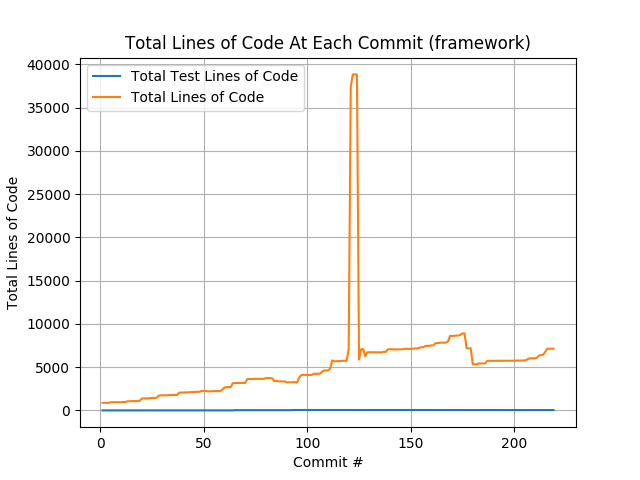 Total Lines of Code At Each Commit (framework)
Total Test Lines of Code
Total Lines of Code
40000
35000
30000
25000
20000
15000
10000
5000
0
Total Lines of Code
0 50 100 150 200
Commit #